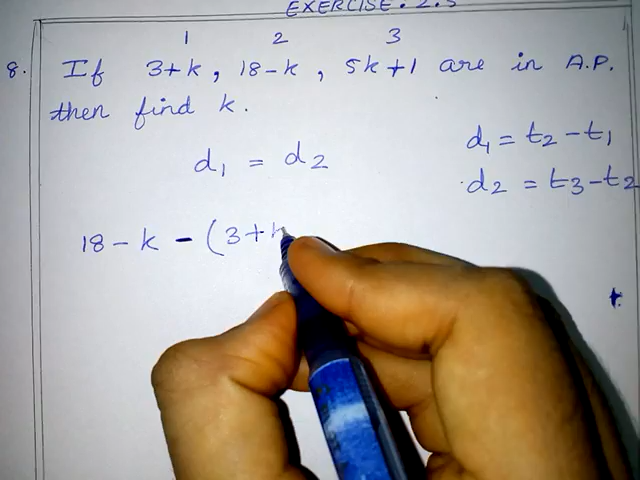 EXERCISE. 2.5
1 2 3
8. If 3+k, 18-k, 5k+1 are in A.P.
then find k.
d₁ = t₂ - t₁
d₁ = d₂
d₂ = t₃ - t₂
18 - k - (3+k